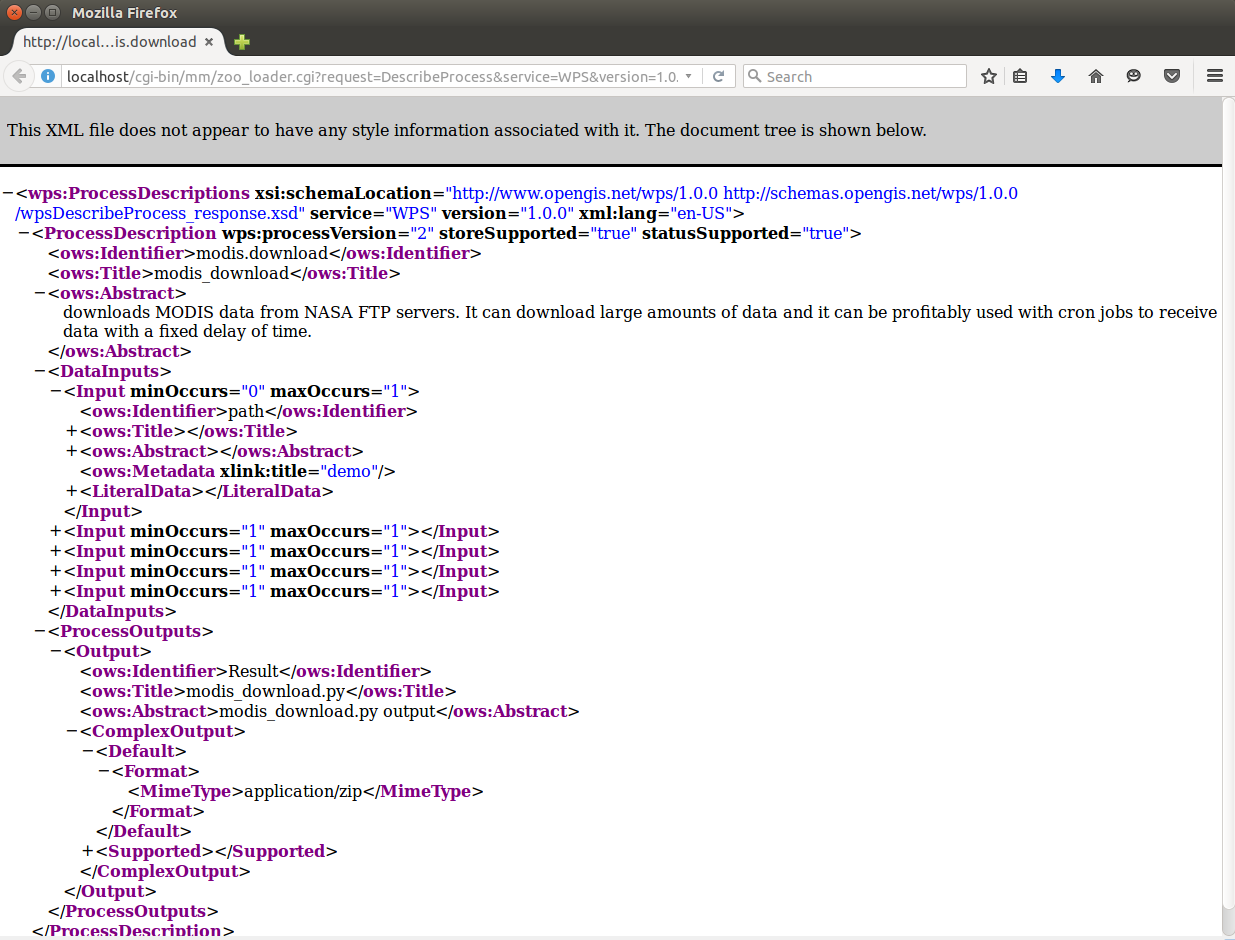 Mozilla Firefox
http://local...is.download
localhost/cgi-bin/mm/zoo_loader.cgi?request=DescribeProcess&service=WPS&version=1.0. Search
This XML file does not appear to have any style information associated with it. The document tree is shown below.
−<wps:ProcessDescriptions xsi:schemaLocation="http://www.opengis.net/wps/1.0.0 http://schemas.opengis.net/wps/1.0.0
/wpsDescribeProcess_response.xsd" service="WPS" version="1.0.0" xml:lang="en-US">
−<ProcessDescription wps:processVersion="2" storeSupported="true" statusSupported="true">
<ows:Identifier>modis.download</ows:Identifier>
<ows:Title>modis_download</ows:Title>
−<ows:Abstract>
downloads MODIS data from NASA FTP servers. It can download large amounts of data and it can be profitably used with cron jobs to receive
data with a fixed delay of time.
</ows:Abstract>
−<DataInputs>
−<Input minOccurs="0" maxOccurs="1">
<ows:Identifier>path</ows:Identifier>
+<ows:Title></ows:Title>
+<ows:Abstract></ows:Abstract>
<ows:Metadata xlink:title="demo"/>
+<LiteralData></LiteralData>
</Input>
+<Input minOccurs="1" maxOccurs="1"></Input>
+<Input minOccurs="1" maxOccurs="1"></Input>
+<Input minOccurs="1" maxOccurs="1"></Input>
+<Input minOccurs="1" maxOccurs="1"></Input>
</DataInputs>
−<ProcessOutputs>
−<Output>
<ows:Identifier>Result</ows:Identifier>
<ows:Title>modis_download.py</ows:Title>
<ows:Abstract>modis_download.py output</ows:Abstract>
−<ComplexOutput>
−<Default>
−<Format>
<MimeType>application/zip</MimeType>
</Format>
</Default>
+<Supported></Supported>
</ComplexOutput>
</Output>
</ProcessOutputs>
</ProcessDescription>